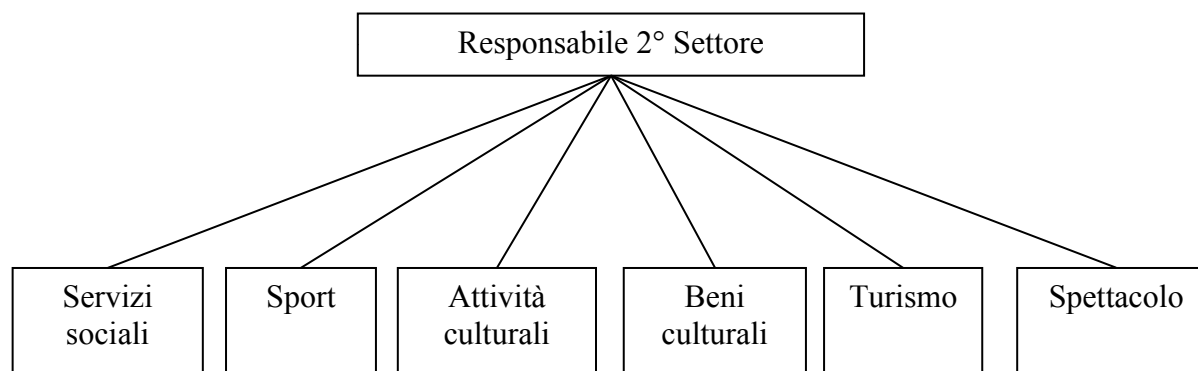 Responsabile 2° Settore
Servizi
sociali
Sport
Attività
culturali
Beni
culturali
Turismo
Spettacolo